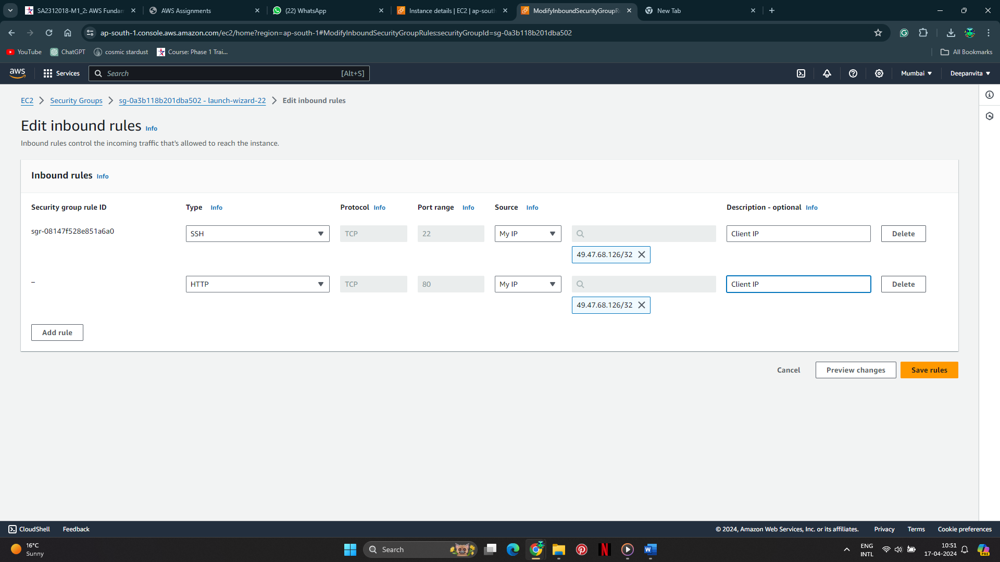 SA2312018-M1_2: AWS Fundam
AWS Assignments
(22) WhatsApp
Instance details | EC2 | ap-south
ModifyInboundSecurityGroupRu
New Tab
ap-south-1.console.aws.amazon.com/ec2/home?region=ap-south-1#ModifyInboundSecurityGroupRules:securityGroupId=sg-0a3b118b201dba502
YouTube
ChatGPT
cosmic stardust
Course: Phase 1 Trai...
All Bookmarks
aws
Services
Search
[Alt+S]
Mumbai
Deepanvita
EC2
Security Groups
sg-0a3b118b201dba502 - launch-wizard-22
Edit inbound rules
Edit inbound rules Info
Inbound rules control the incoming traffic that's allowed to reach the instance.
Inbound rules Info
Security group rule ID
Type Info
Protocol Info
Port range Info
Source Info
Description - optional Info
sgr-08147f528e851a6a0
SSH
TCP
22
My IP
Client IP
Delete
49.47.68.126/32
–
HTTP
TCP
80
My IP
Client IP
Delete
49.47.68.126/32
Add rule
Cancel
Preview changes
Save rules
CloudShell
Feedback
© 2024, Amazon Web Services, Inc. or its affiliates.
Privacy
Terms
Cookie preferences
16°C
Sunny
Search
ENG
INTL
10:51
17-04-2024
PRE